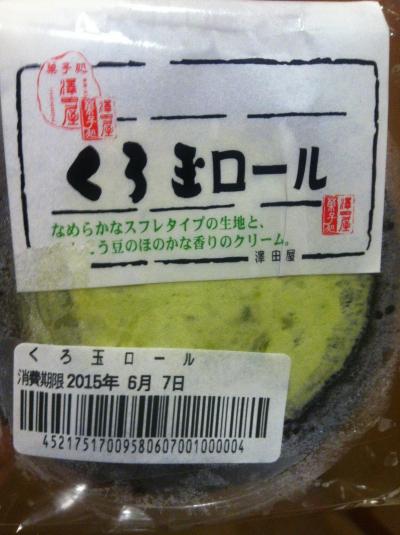 菓子処
澤田屋
くろ玉ロール
なめらかなスフレタイプの生地と、
う豆のほのかな香りのクリーム。
澤田屋
くろ玉ロール
消費期限 2015年 6月 7日
45217517009580607001000004